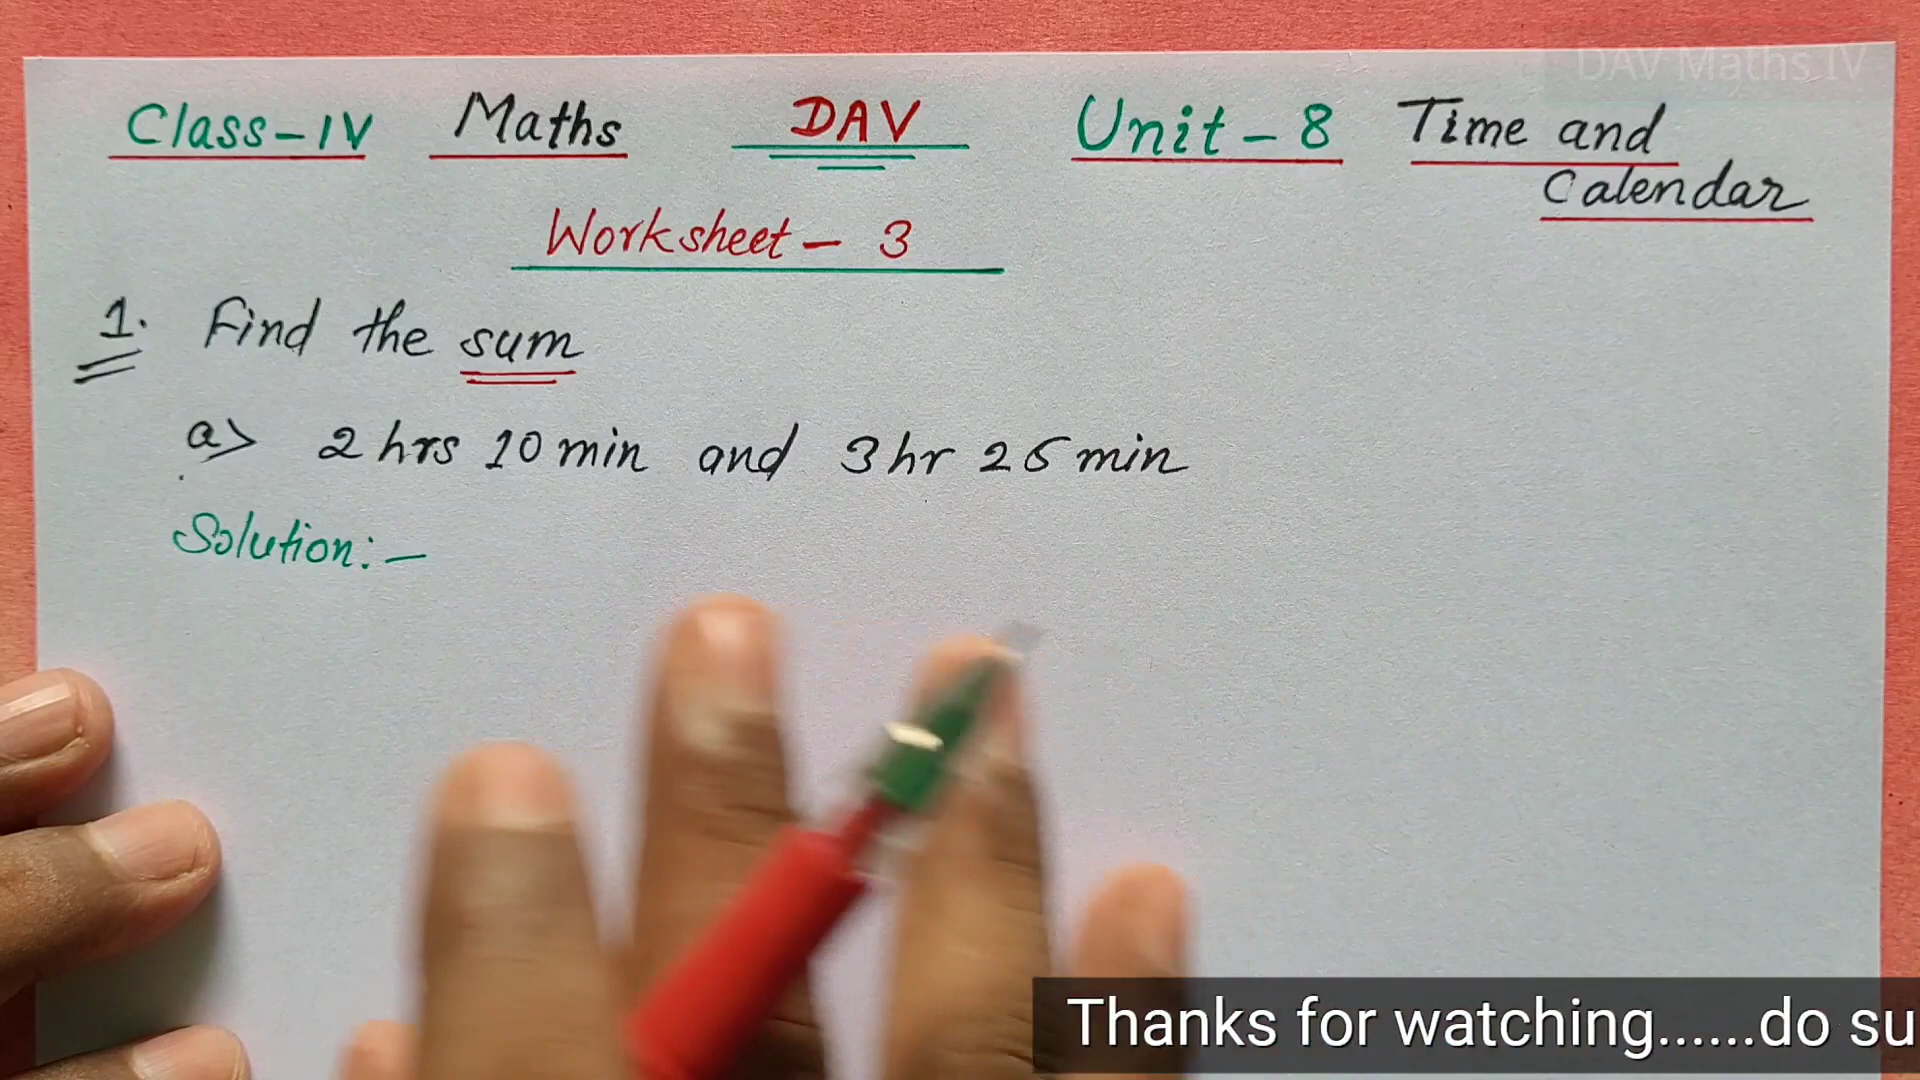 DAV Maths IV
Class-IV Maths DAV Unit-8 Time and
Calendar
Worksheet-3
1. Find the sum
a> 2 hrs 10 min and 3 hr 25 min
Solution:-
Thanks for watching......do su